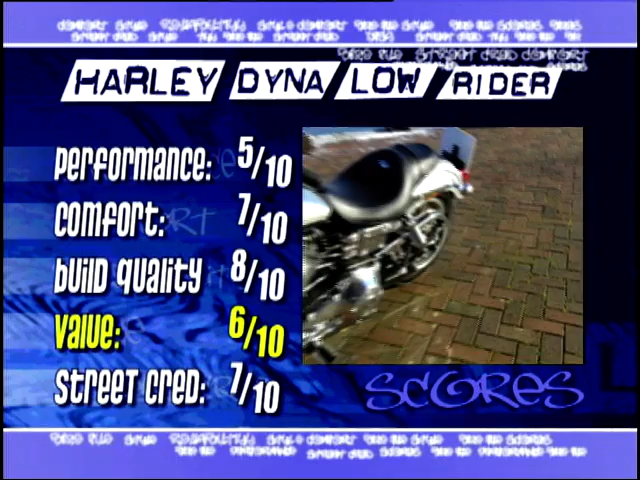 HARLEY DYNA LOW RIDER
performance: 5/10
comfort: 7/10
build quality 8/10
value: 6/10
street cred: 7/10
scores